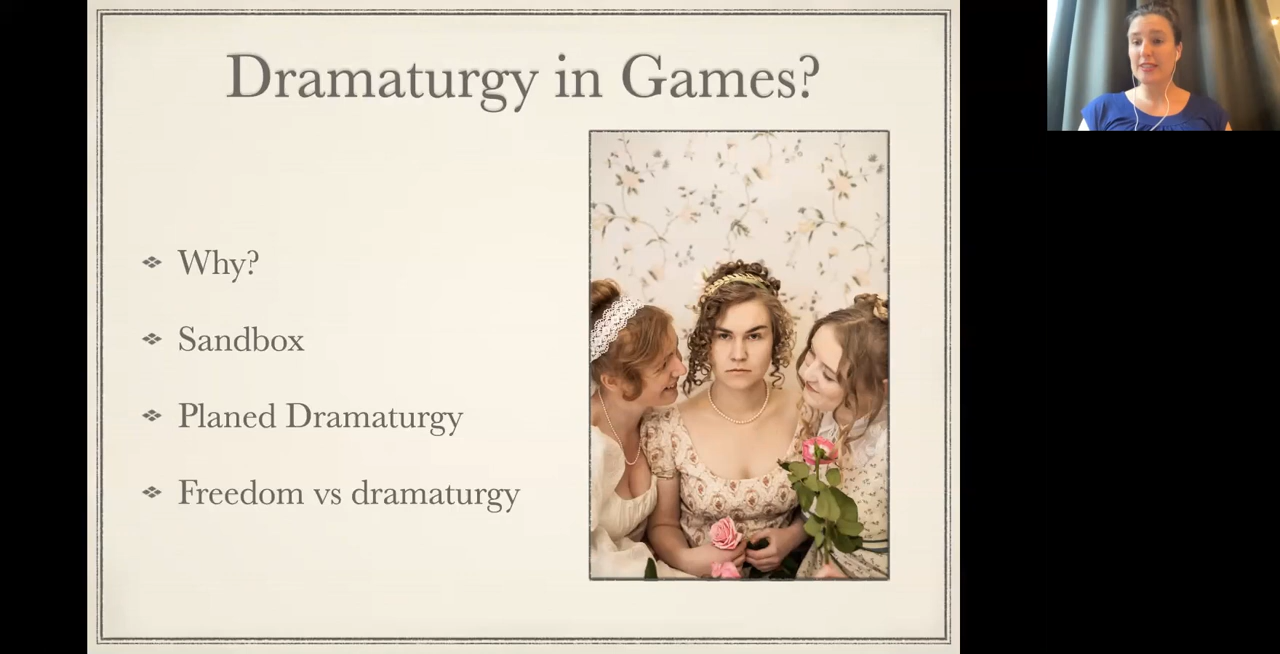 Dramaturgy in Games?
Why?
Sandbox
Planed Dramaturgy
Freedom vs dramaturgy